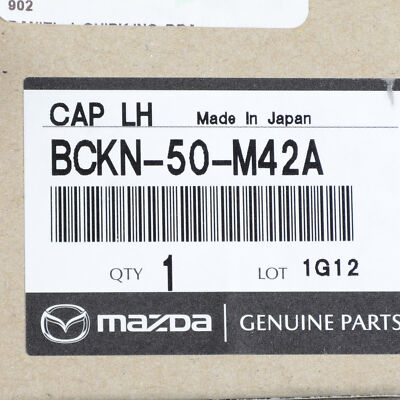 902
CAP LH Made In Japan
BCKN-50-M42A
QTY 1 LOT 1G12
mazda GENUINE PARTS